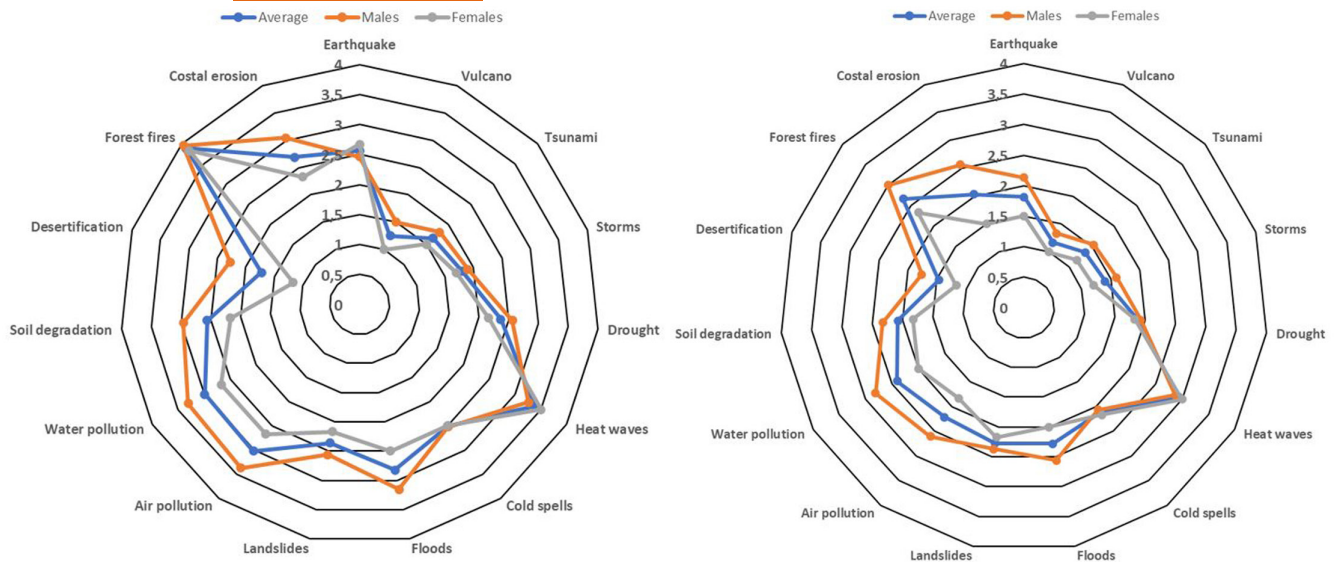 Average Males Females
Earthquake
Vulcano
Tsunami
Storms
Drought
Heat waves
Cold spells
Floods
Landslides
Air pollution
Water pollution
Soil degradation
Desertification
Forest fires
Costal erosion
4
3,5
3
2,5
2
1,5
1
0,5
0
Average Males Females
Earthquake
Vulcano
Tsunami
Storms
Drought
Heat waves
Cold spells
Floods
Landslides
Air pollution
Water pollution
Soil degradation
Desertification
Forest fires
Costal erosion
4
3,5
3
2,5
2
1,5
1
0,5
0